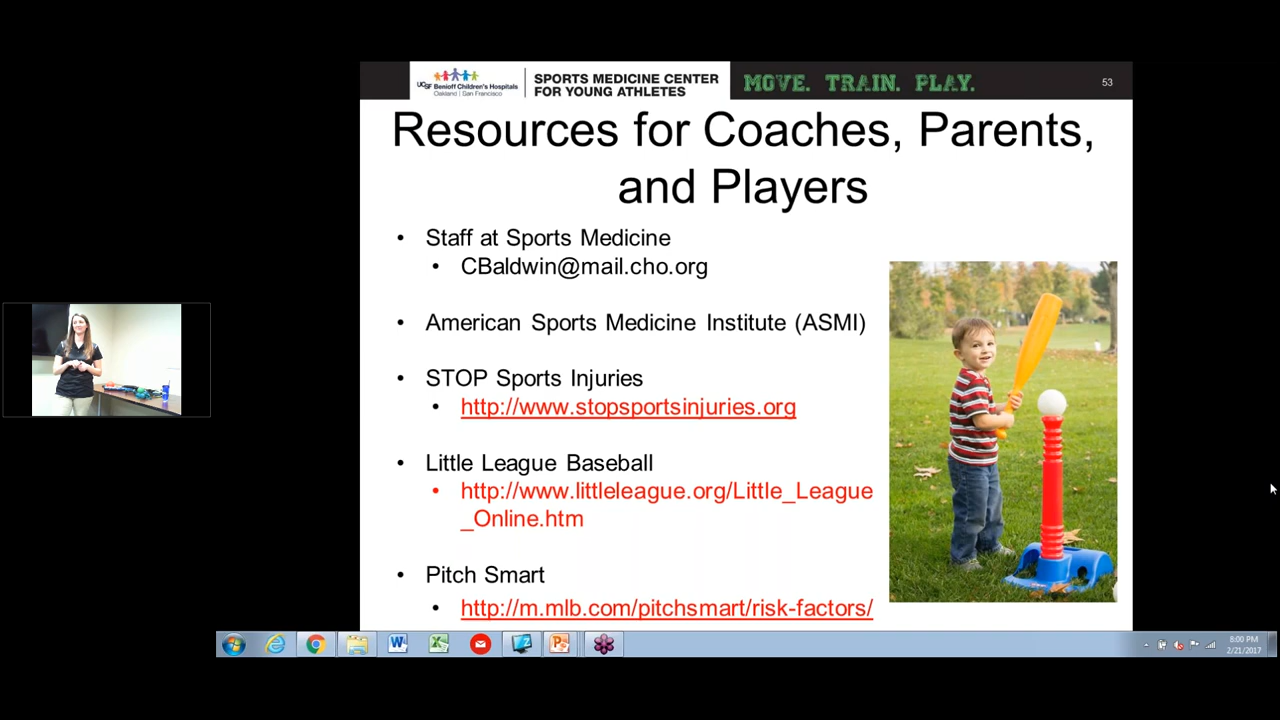 UCSF Benioff Children's Hospitals
Oakland | San Francisco
SPORTS MEDICINE CENTER
FOR YOUNG ATHLETES
MOVE. TRAIN. PLAY.
53
Resources for Coaches, Parents,
and Players
• Staff at Sports Medicine
• CBaldwin@mail.cho.org
• American Sports Medicine Institute (ASMI)
• STOP Sports Injuries
• http://www.stopsportsinjuries.org
• Little League Baseball
• http://www.littleleague.org/Little_League
_Online.htm
• Pitch Smart
• http://m.mlb.com/pitchsmart/risk-factors/
8:00 PM
2/21/2017